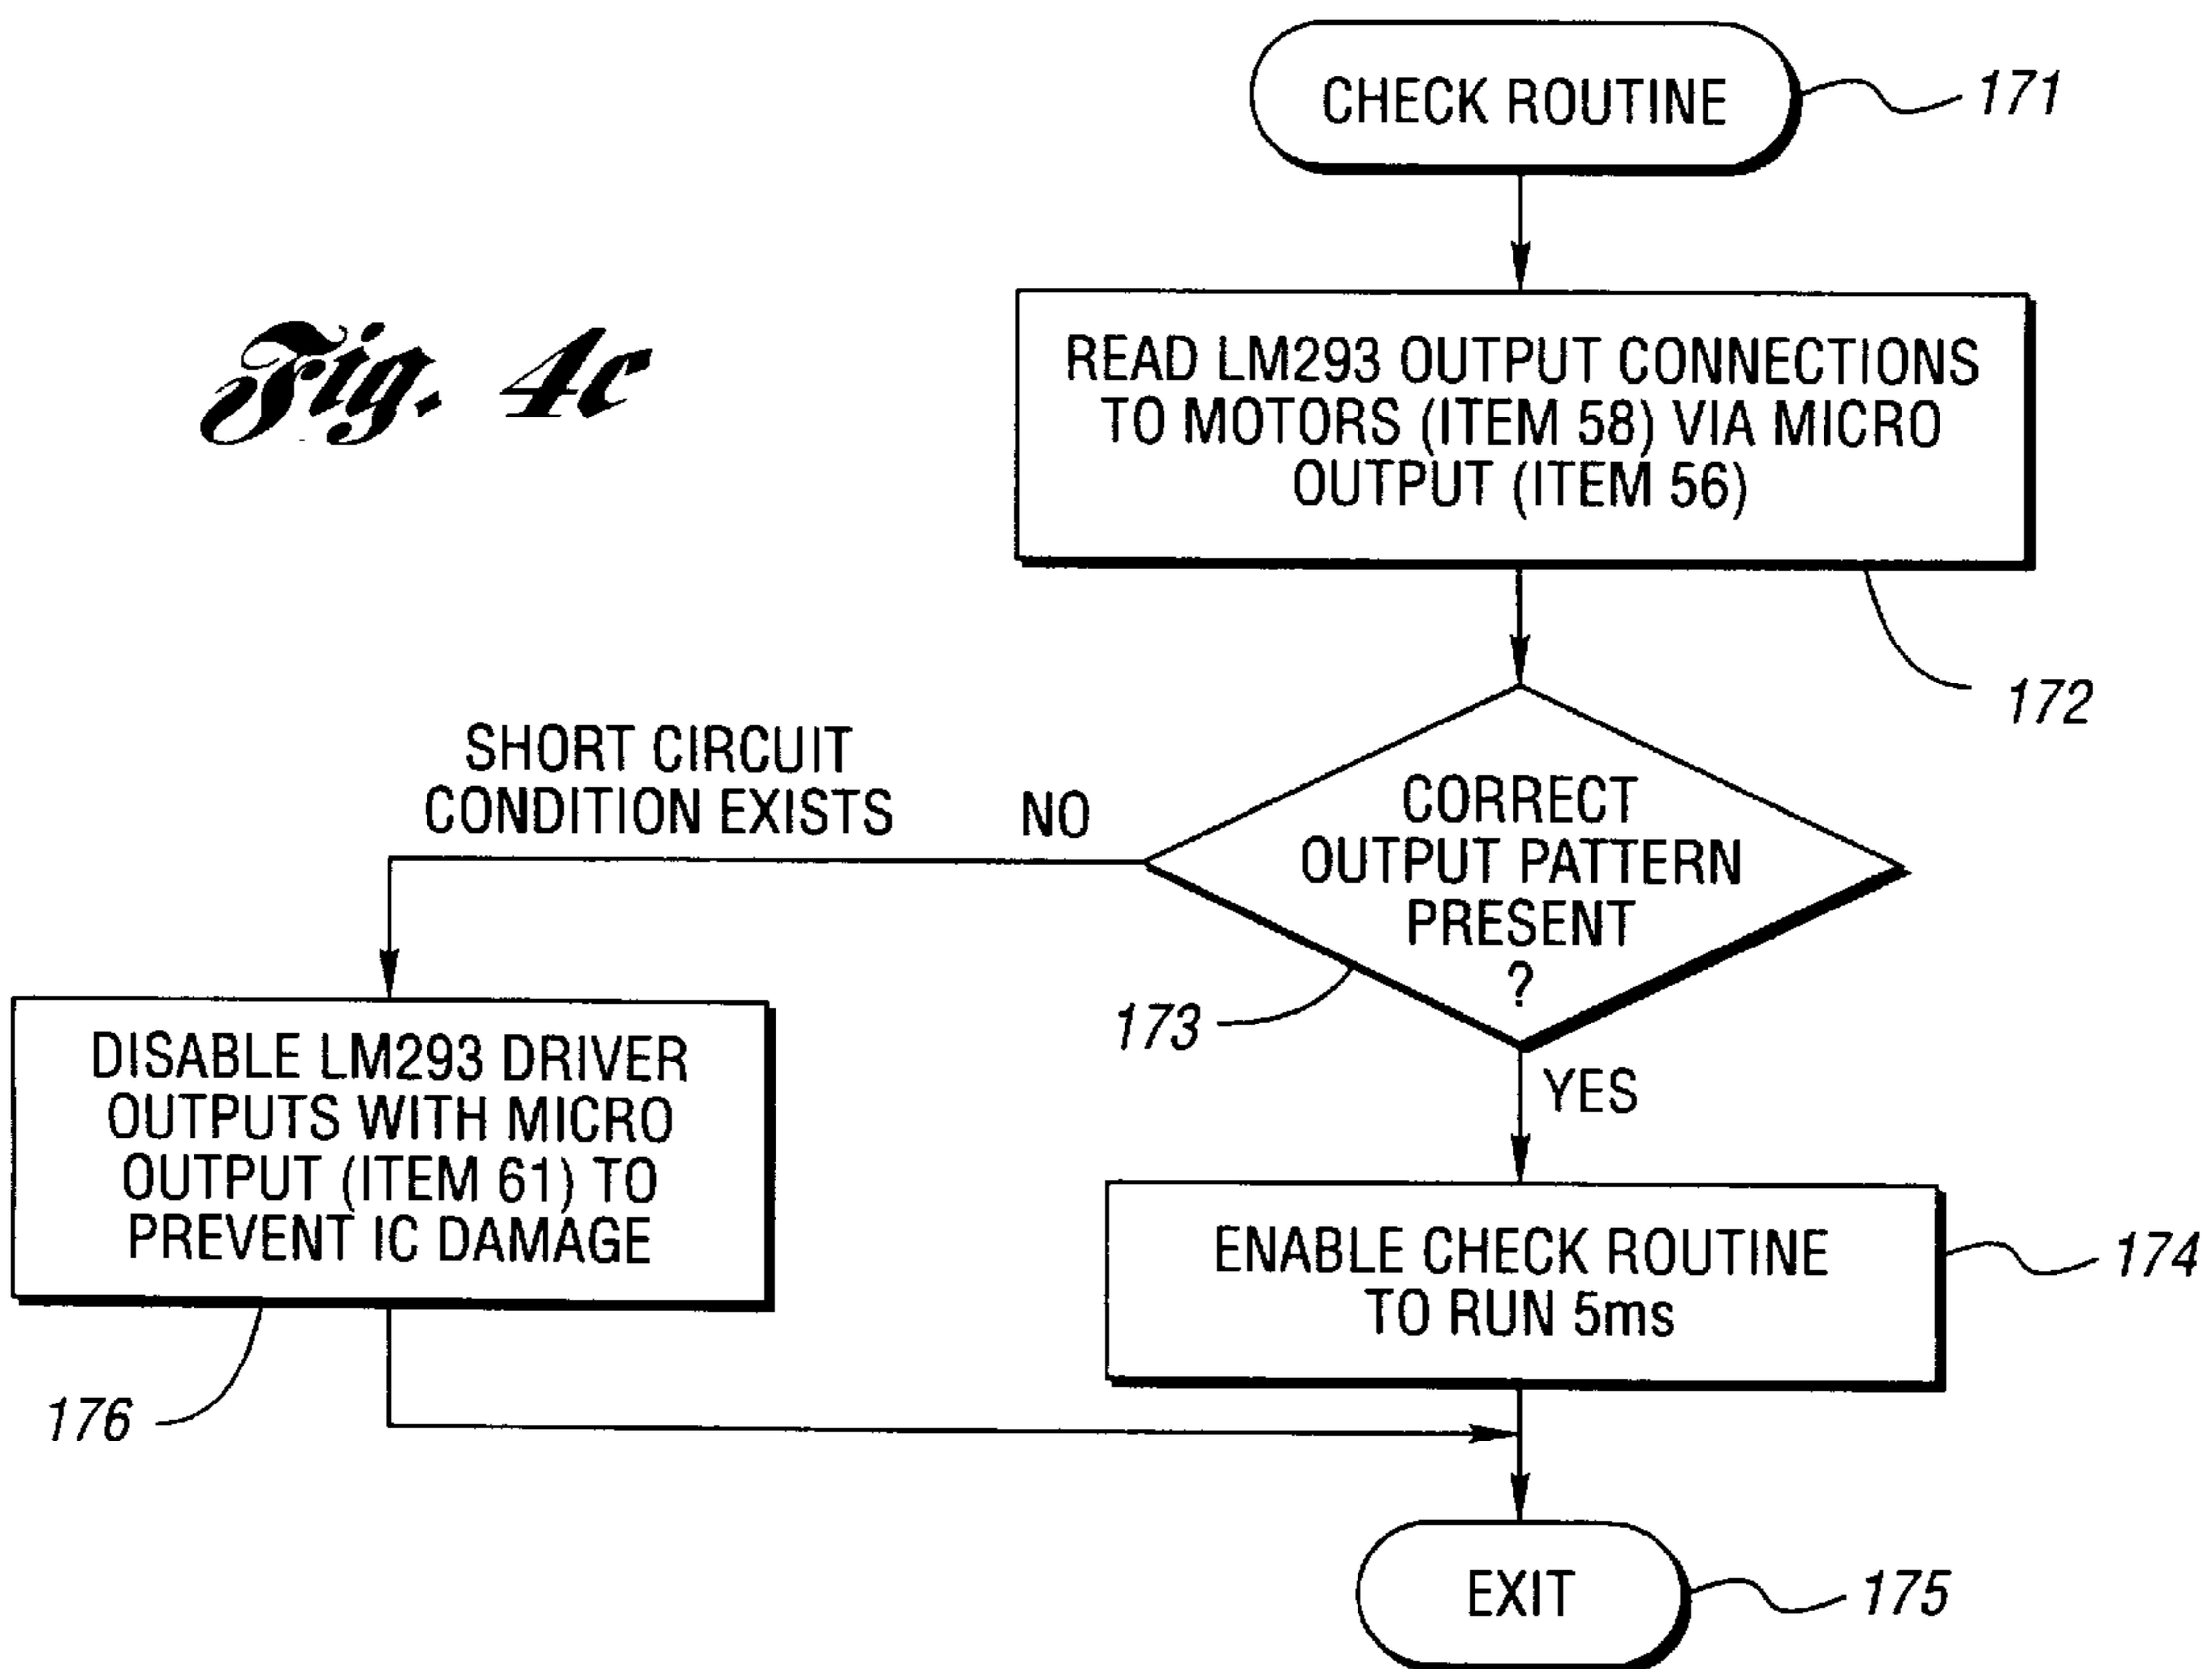 Fig. 4c
CHECK ROUTINE
171
READ LM293 OUTPUT CONNECTIONS
TO MOTORS (ITEM 58) VIA MICRO
OUTPUT (ITEM 56)
172
CORRECT
OUTPUT PATTERN
PRESENT
?
173
NO
SHORT CIRCUIT
CONDITION EXISTS
DISABLE LM293 DRIVER
OUTPUTS WITH MICRO
OUTPUT (ITEM 61) TO
PREVENT IC DAMAGE
176
YES
ENABLE CHECK ROUTINE
TO RUN 5ms
174
EXIT
175